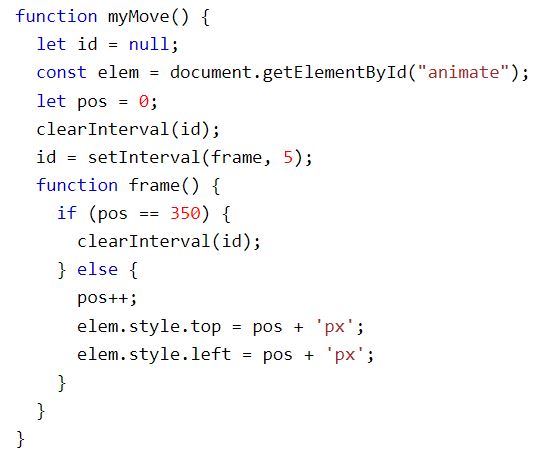 function myMove() {
  let id = null;
  const elem = document.getElementById("animate");
  let pos = 0;
  clearInterval(id);
  id = setInterval(frame, 5);
  function frame() {
    if (pos == 350) {
      clearInterval(id);
    } else {
      pos++;
      elem.style.top = pos + 'px';
      elem.style.left = pos + 'px';
    }
  }
}